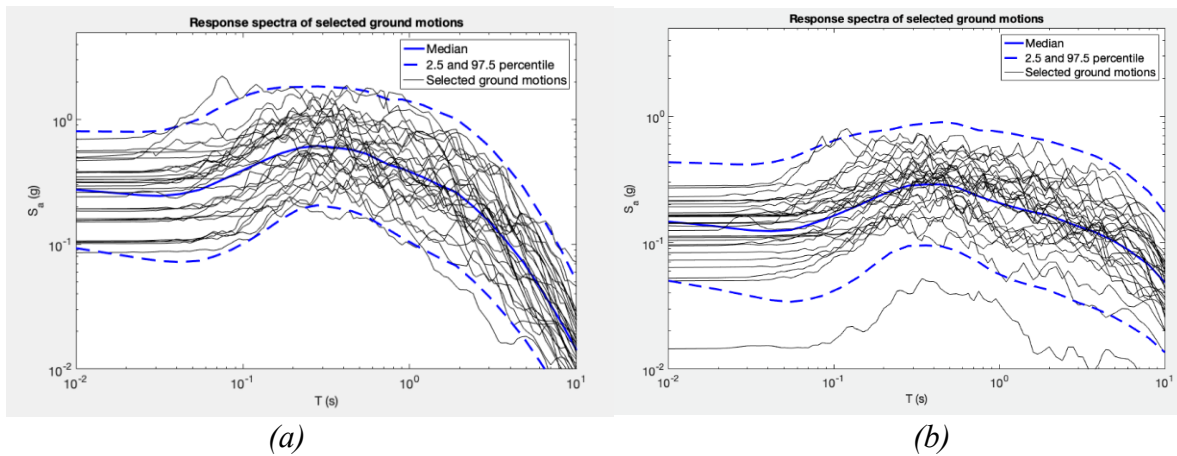 Response spectra of selected ground motions
Median
2.5 and 97.5 percentile
Selected ground motions
10^0
10^-1
10^-2
S_a (g)
10^-2
10^-1
10^0
10^1
T (s)
(a)
Response spectra of selected ground motions
Median
2.5 and 97.5 percentile
Selected ground motions
10^0
10^-1
10^-2
S_a (g)
10^-2
10^-1
10^0
10^1
T (s)
(b)